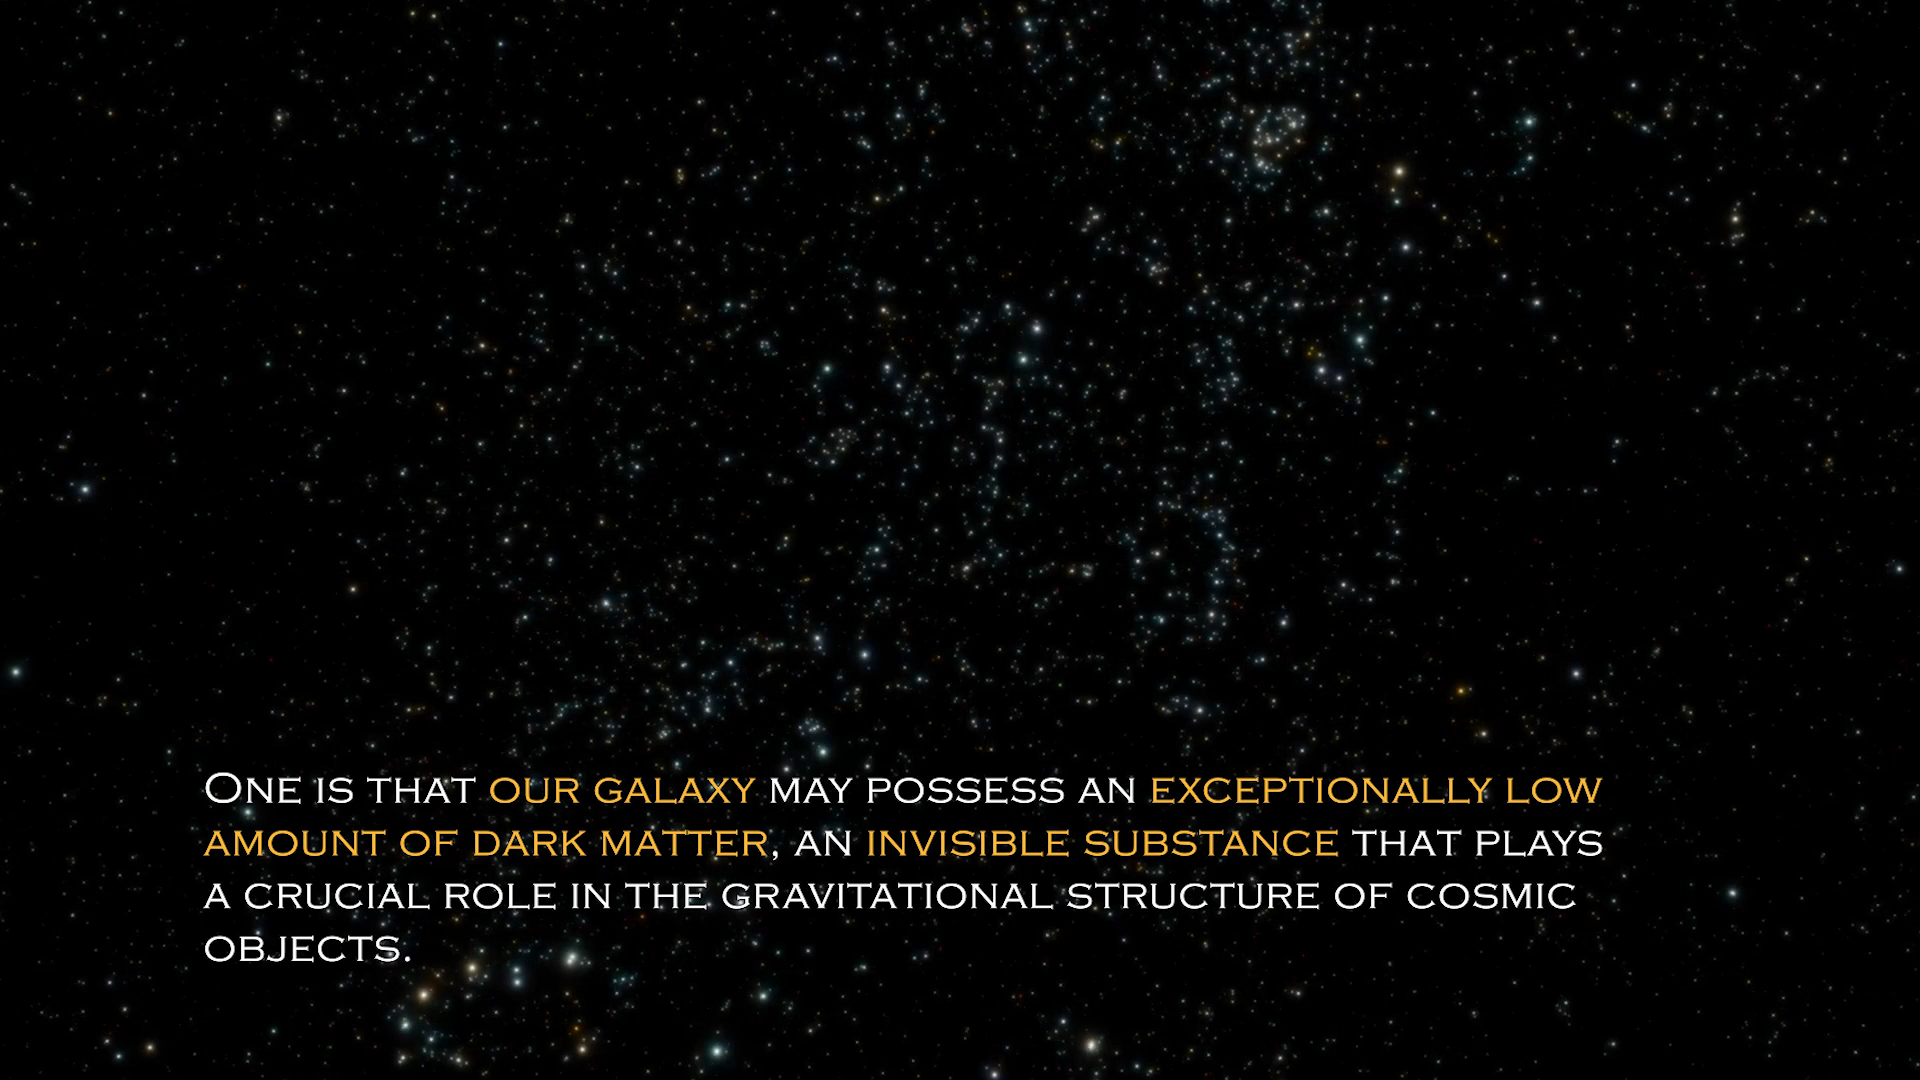 One is that our galaxy may possess an exceptionally low
amount of dark matter, an invisible substance that plays
a crucial role in the gravitational structure of cosmic
objects.